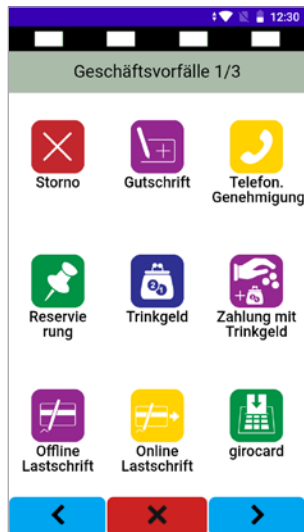 12:30
Geschäftsvorfälle 1/3
Storno
Gutschrift
Telefon.
Genehmigung
Reservie
rung
Trinkgeld
Zahlung mit
Trinkgeld
Offline
Lastschrift
Online
Lastschrift
girocard